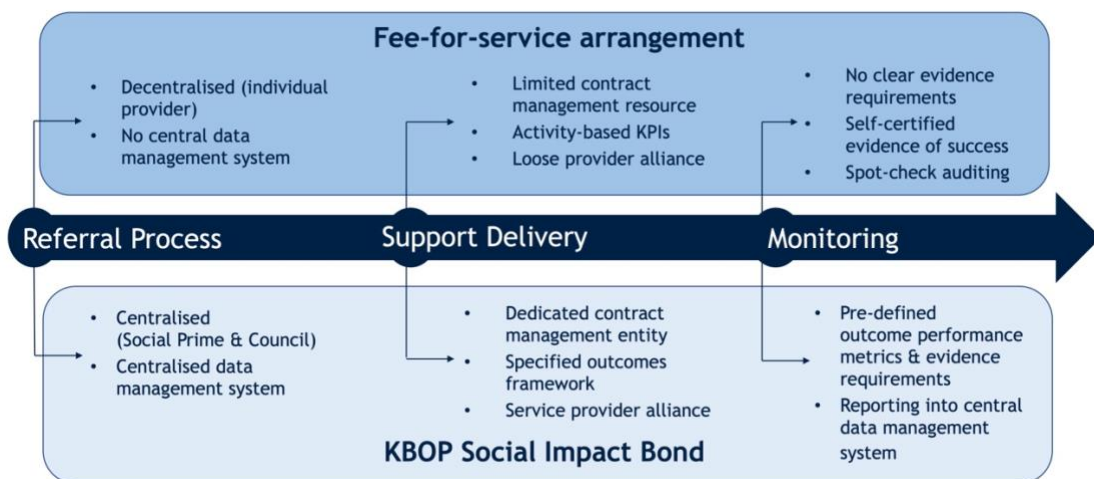 Fee-for-service arrangement
• Decentralised (individual
provider)
• No central data
management system
• Limited contract
management resource
• Activity-based KPIs
• Loose provider alliance
• No clear evidence
requirements
• Self-certified
evidence of success
• Spot-check auditing
Referral Process
Support Delivery
Monitoring
• Centralised
(Social Prime & Council)
• Centralised data
management system
• Dedicated contract
management entity
• Specified outcomes
framework
• Service provider alliance
• Pre-defined
outcome performance
metrics & evidence
requirements
• Reporting into central
data management
system
KBOP Social Impact Bond